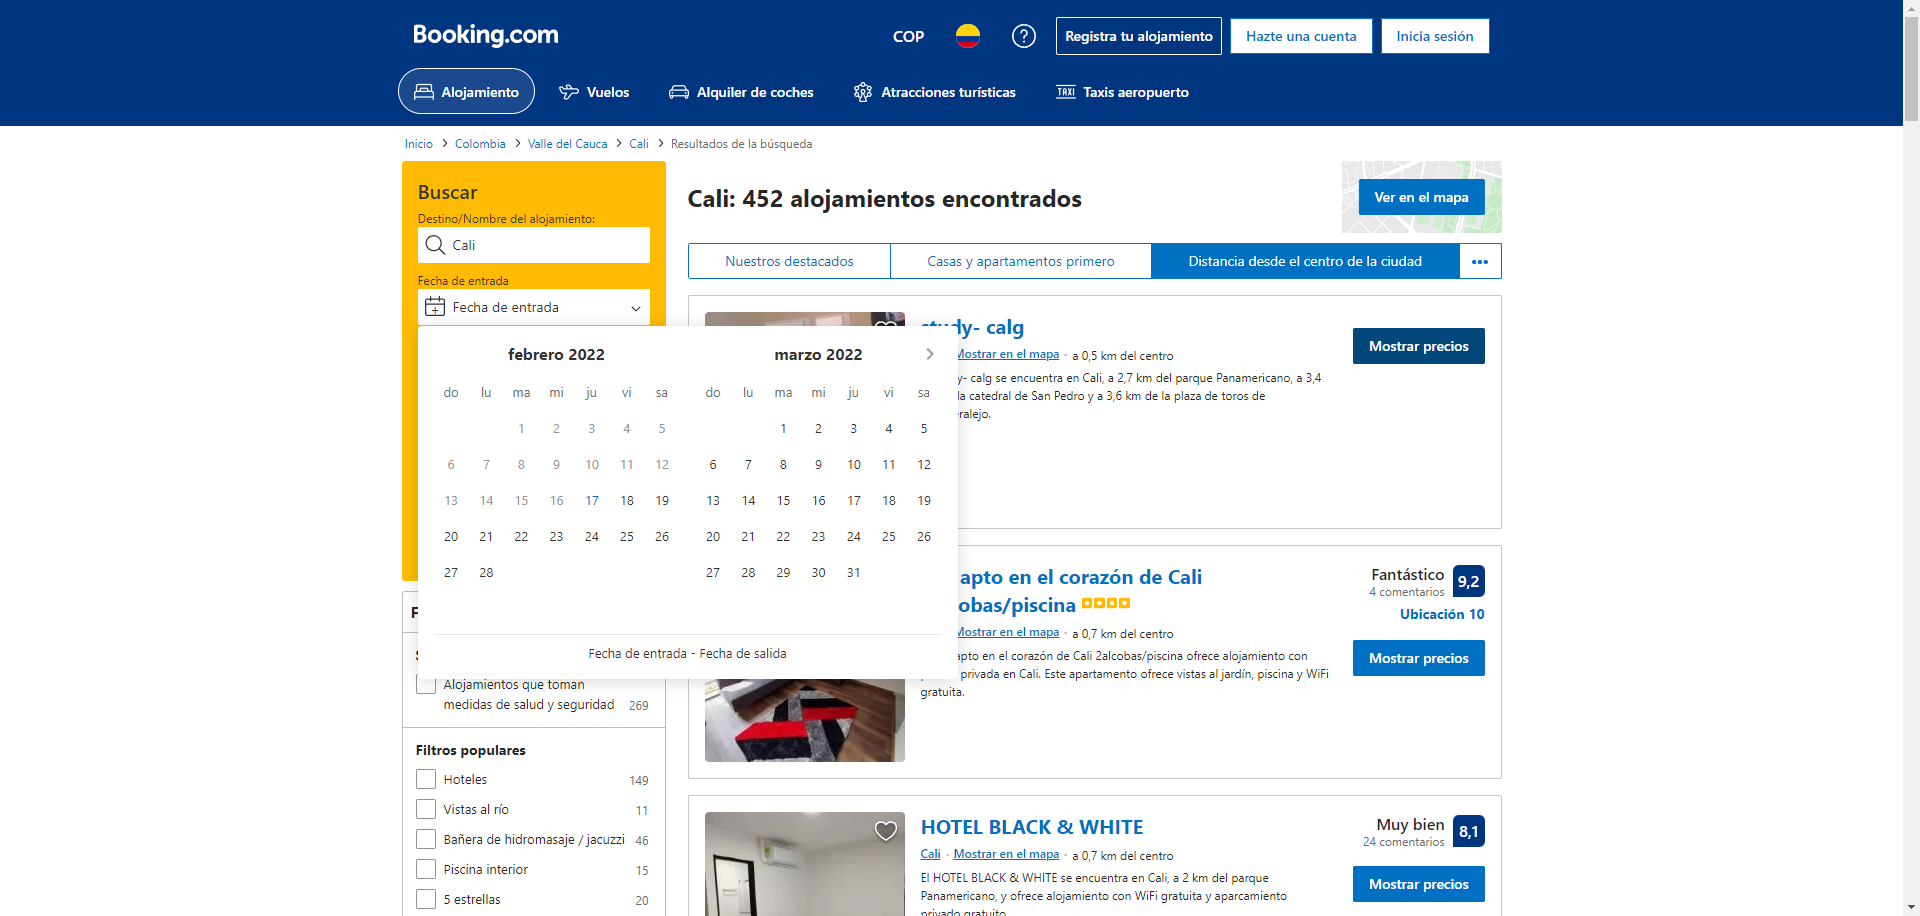 Booking.com
COP
Registra tu alojamiento
Hazte una cuenta
Inicia sesión
Alojamiento
Vuelos
Alquiler de coches
Atracciones turísticas
TAXI
Taxis aeropuerto
Inicio > Colombia > Valle del Cauca > Cali > Resultados de la búsqueda
Buscar
Destino/Nombre del alojamiento:
Cali
Fecha de entrada
Fecha de entrada
febrero 2022
do lu ma mi ju vi sa
1 2 3 4 5
6 7 8 9 10 11 12
13 14 15 16 17 18 19
20 21 22 23 24 25 26
27 28
marzo 2022
do lu ma mi ju vi sa
1 2 3 4 5
6 7 8 9 10 11 12
13 14 15 16 17 18 19
20 21 22 23 24 25 26
27 28 29 30 31
Fecha de entrada - Fecha de salida
Alojamientos que toman
medidas de salud y seguridad 269
Filtros populares
Hoteles 149
Vistas al río 11
Bañera de hidromasaje / jacuzzi 46
Piscina interior 15
5 estrellas 20
Cali: 452 alojamientos encontrados
Ver en el mapa
Nuestros destacados
Casas y apartamentos primero
Distancia desde el centro de la ciudad
study- calg
Mostrar en el mapa · a 0,5 km del centro
y- calg se encuentra en Cali, a 2,7 km del parque Panamericano, a 3,4
la catedral de San Pedro y a 3,6 km de la plaza de toros de
eralejo.
Mostrar precios
apto en el corazón de Cali
obas/piscina
Mostrar en el mapa · a 0,7 km del centro
apto en el corazón de Cali 2alcobas/piscina ofrece alojamiento con
privada en Cali. Este apartamento ofrece vistas al jardín, piscina y WiFi
gratuita.
Fantástico
4 comentarios
9,2
Ubicación 10
Mostrar precios
HOTEL BLACK & WHITE
Cali · Mostrar en el mapa · a 0,7 km del centro
El HOTEL BLACK & WHITE se encuentra en Cali, a 2 km del parque
Panamericano, y ofrece alojamiento con WiFi gratuita y aparcamiento
privado gratuito.
Muy bien
24 comentarios
8,1
Mostrar precios